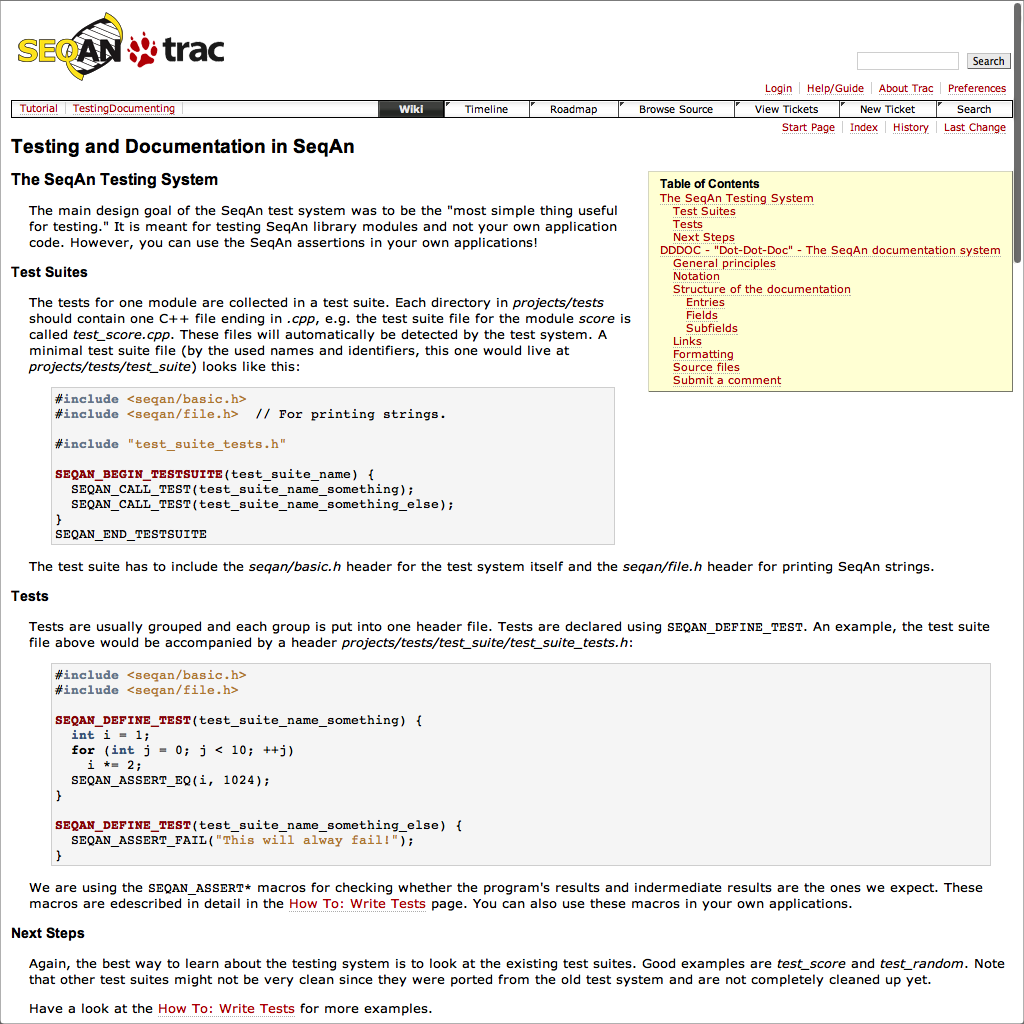 SEQAN trac
Search
Login Help/Guide About Trac Preferences
Tutorial TestingDocumenting Wiki Timeline Roadmap Browse Source View Tickets New Ticket Search
Start Page Index History Last Change
Testing and Documentation in SeqAn
The SeqAn Testing System
The main design goal of the SeqAn test system was to be the "most simple thing useful
for testing." It is meant for testing SeqAn library modules and not your own application
code. However, you can use the SeqAn assertions in your own applications!
Table of Contents
The SeqAn Testing System
Test Suites
Tests
Next Steps
DDDOC - "Dot-Dot-Doc" - The SeqAn documentation system
General principles
Notation
Structure of the documentation
Entries
Fields
Subfields
Links
Formatting
Source files
Submit a comment
Test Suites
The tests for one module are collected in a test suite. Each directory in projects/tests
should contain one C++ file ending in .cpp, e.g. the test suite file for the module score is
called test_score.cpp. These files will automatically be detected by the test system. A
minimal test suite file (by the used names and identifiers, this one would live at
projects/tests/test_suite) looks like this:
#include <seqan/basic.h>
#include <seqan/file.h>  // For printing strings.
#include "test_suite_tests.h"
SEQAN_BEGIN_TESTSUITE(test_suite_name) {
  SEQAN_CALL_TEST(test_suite_name_something);
  SEQAN_CALL_TEST(test_suite_name_something_else);
}
SEQAN_END_TESTSUITE
The test suite has to include the seqan/basic.h header for the test system itself and the seqan/file.h header for printing SeqAn strings.
Tests
Tests are usually grouped and each group is put into one header file. Tests are declared using SEQAN_DEFINE_TEST. An example, the test suite
file above would be accompanied by a header projects/tests/test_suite/test_suite_tests.h:
#include <seqan/basic.h>
#include <seqan/file.h>
SEQAN_DEFINE_TEST(test_suite_name_something) {
  int i = 1;
  for (int j = 0; j < 10; ++j)
    i *= 2;
  SEQAN_ASSERT_EQ(i, 1024);
}
SEQAN_DEFINE_TEST(test_suite_name_something_else) {
  SEQAN_ASSERT_FAIL("This will alway fail!");
}
We are using the SEQAN_ASSERT* macros for checking whether the program's results and indermediate results are the ones we expect. These
macros are edescribed in detail in the How To: Write Tests page. You can also use these macros in your own applications.
Next Steps
Again, the best way to learn about the testing system is to look at the existing test suites. Good examples are test_score and test_random. Note
that other test suites might not be very clean since they were ported from the old test system and are not completely cleaned up yet.
Have a look at the How To: Write Tests for more examples.